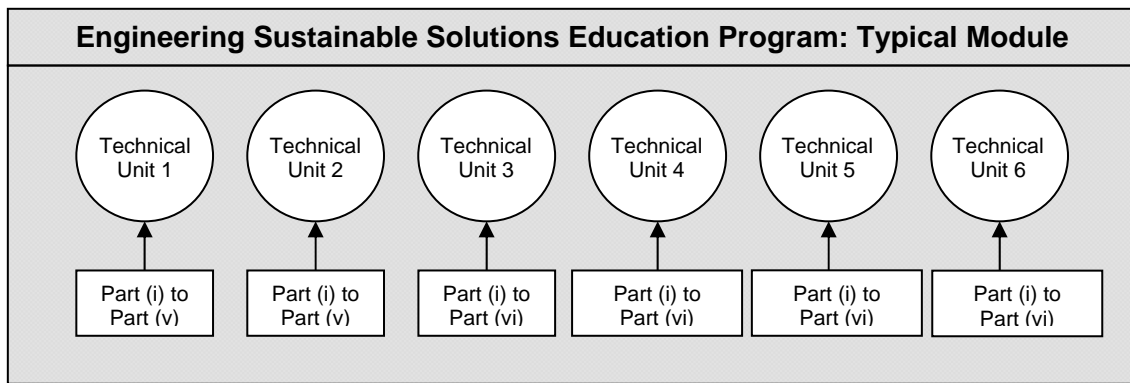 Engineering Sustainable Solutions Education Program: Typical Module
Technical
Unit 1
Technical
Unit 2
Technical
Unit 3
Technical
Unit 4
Technical
Unit 5
Technical
Unit 6
Part (i) to
Part (v)
Part (i) to
Part (v)
Part (i) to
Part (vi)
Part (i) to
Part (vi)
Part (i) to
Part (vi)
Part (i) to
Part (vi)